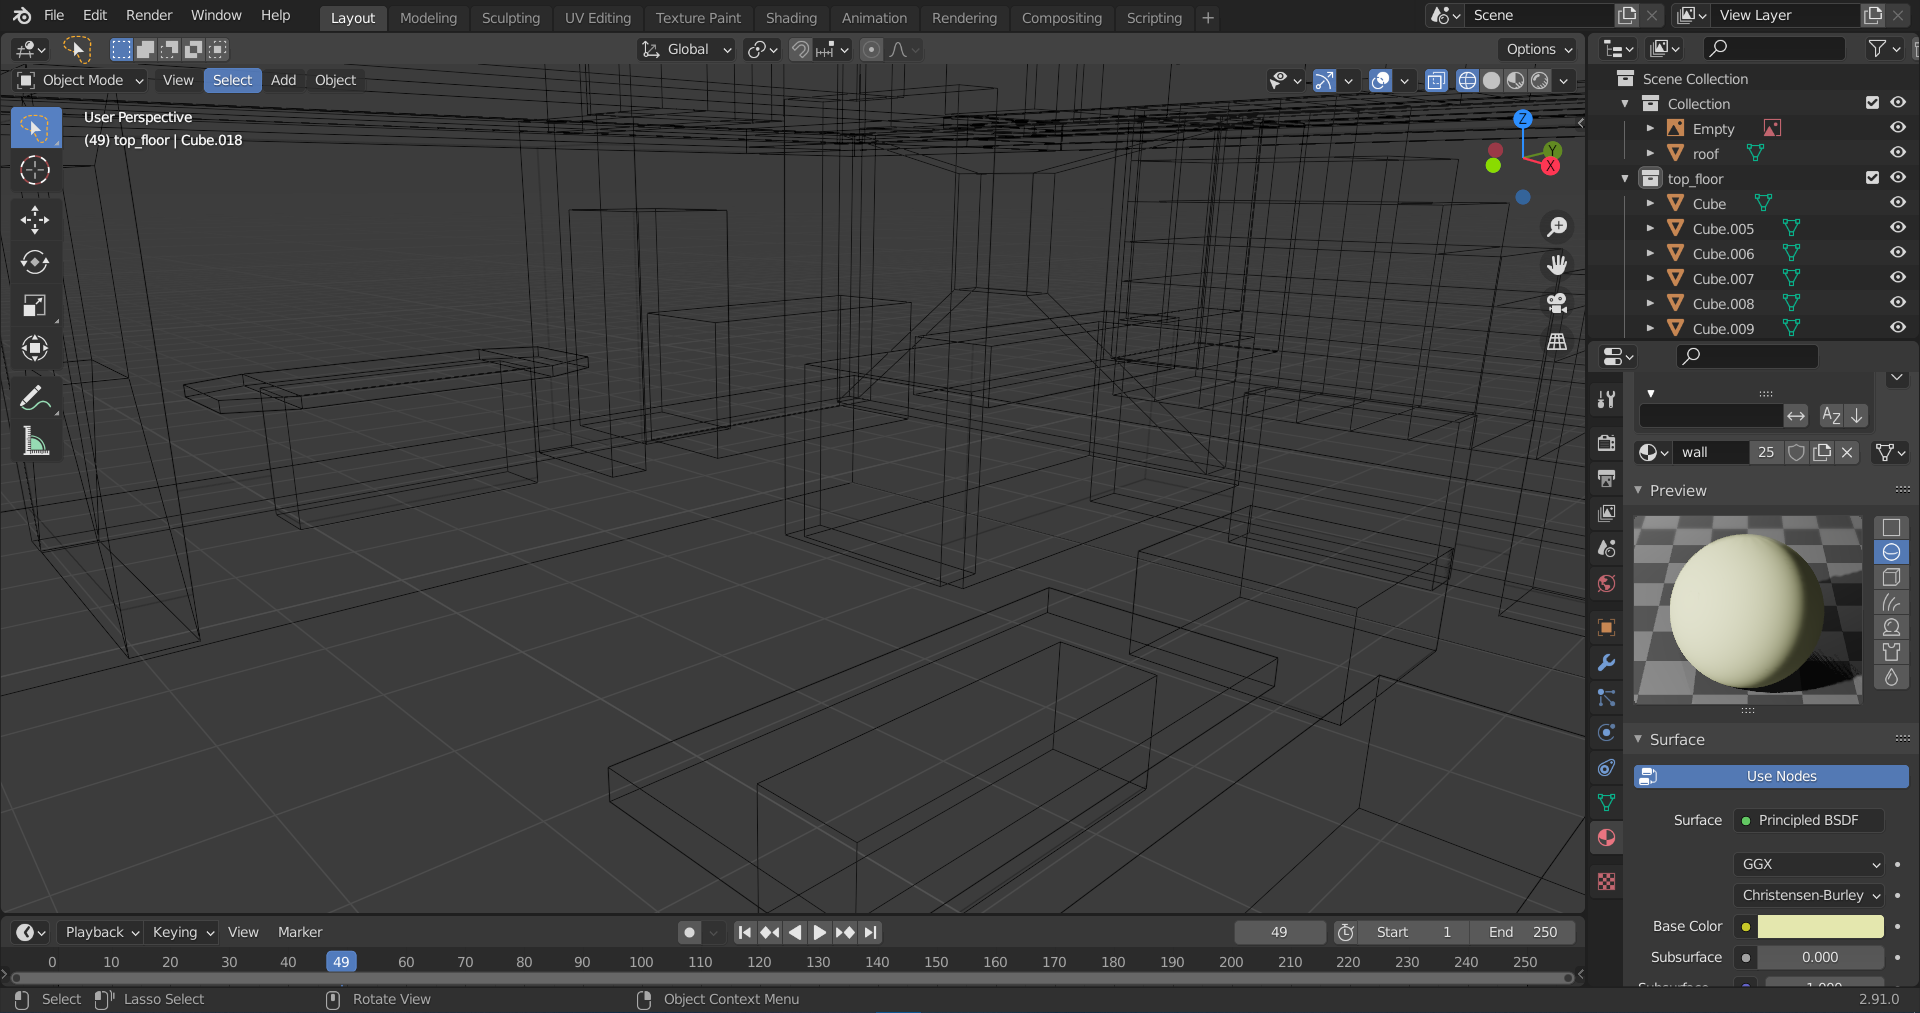 File Edit Render Window Help
Layout Modeling Sculpting UV Editing Texture Paint Shading Animation Rendering Compositing Scripting +
Scene
View Layer
Global
Options
Object Mode View Select Add Object
User Perspective
(49) top_floor | Cube.018
Z
Y
X
Scene Collection
Collection
Empty
roof
top_floor
Cube
Cube.005
Cube.006
Cube.007
Cube.008
Cube.009
AZ
wall 25
Preview
Surface
Use Nodes
Surface Principled BSDF
GGX
Christensen-Burley
Base Color
Subsurface 0.000
Playback Keying View Marker
49 Start 1 End 250
0 10 20 30 40 49 60 70 80 90 100 110 120 130 140 150 160 170 180 190 200 210 220 230 240 250
Select Lasso Select Rotate View Object Context Menu 2.91.0